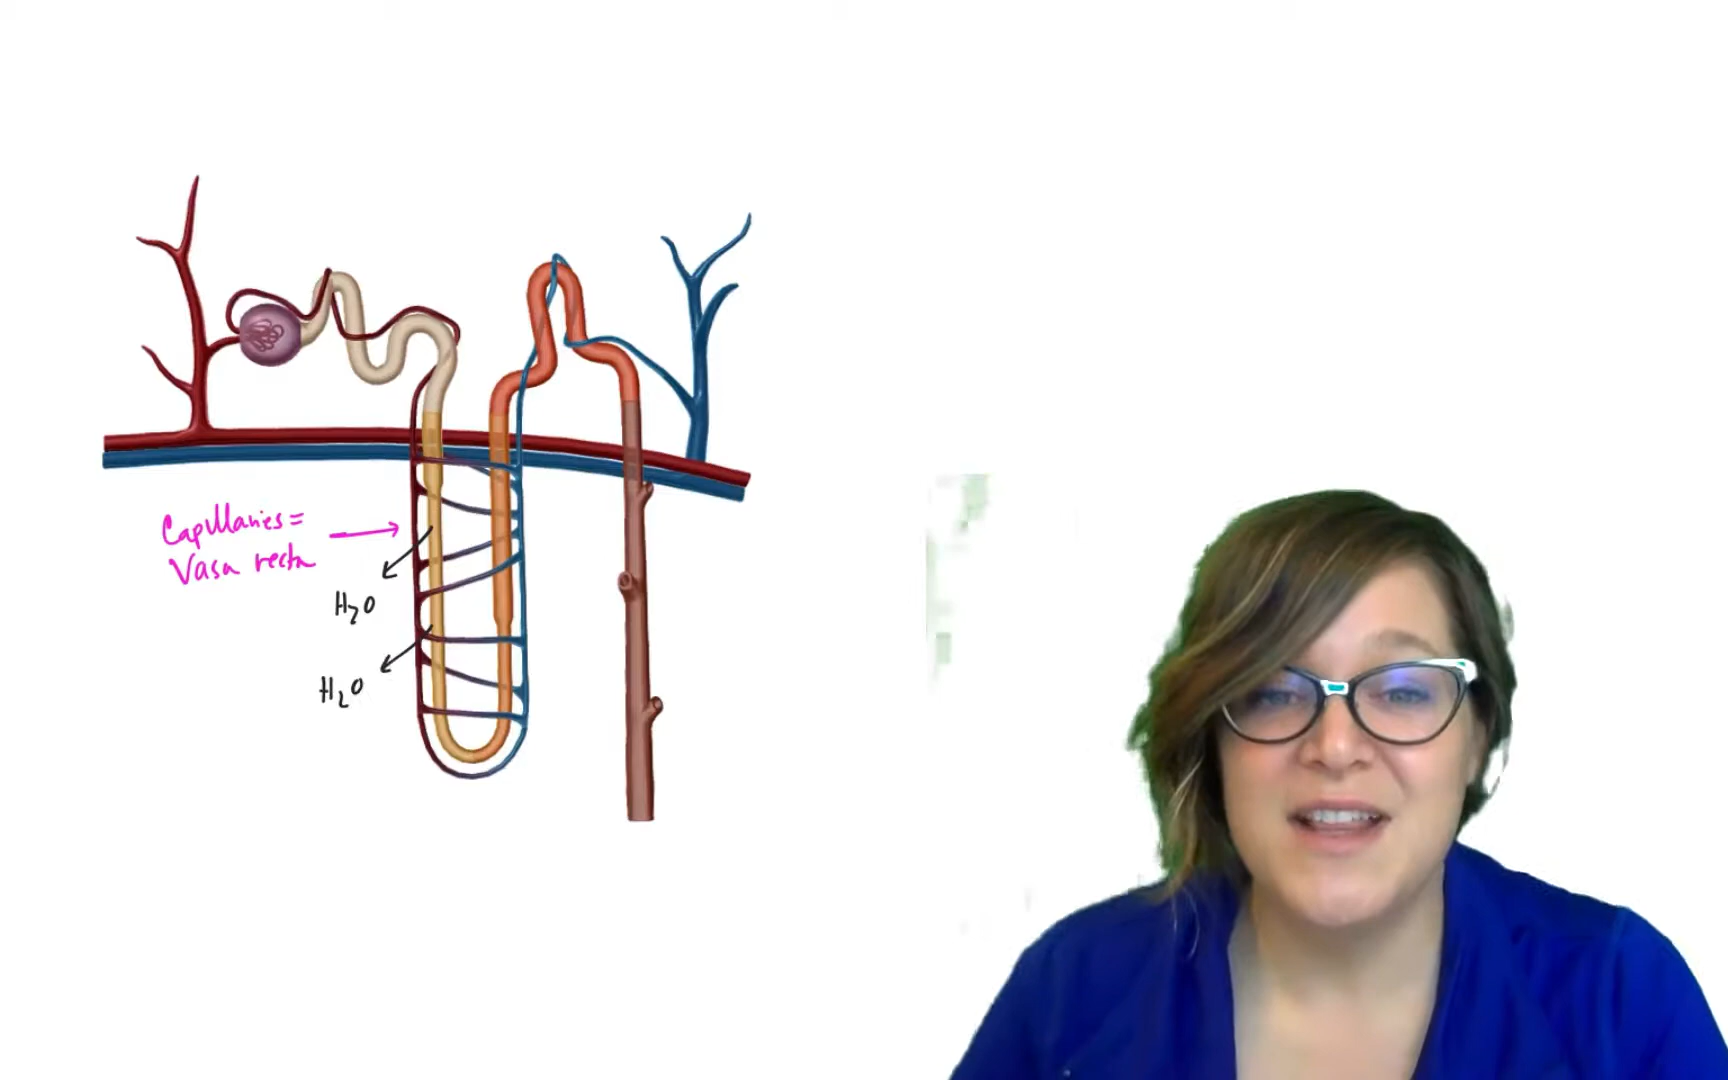 Capillaries =
Vasa recta
H2O
H2O